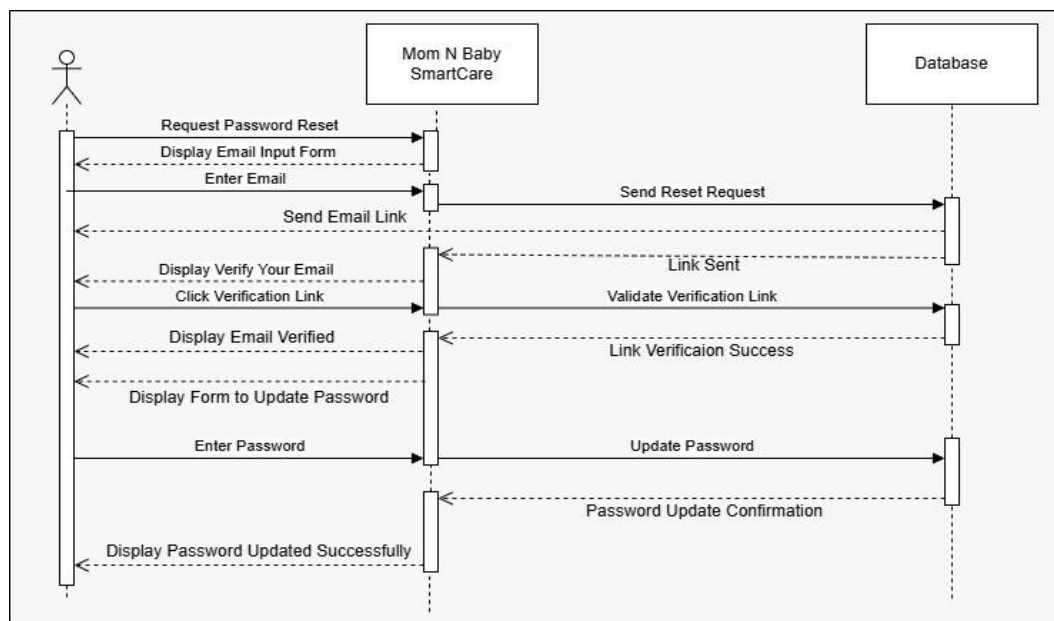 Mom N Baby
SmartCare
Database
Request Password Reset
Display Email Input Form
Enter Email
Send Reset Request
Send Email Link
Link Sent
Display Verify Your Email
Click Verification Link
Validate Verification Link
Display Email Verified
Link Verificaion Success
Display Form to Update Password
Enter Password
Update Password
Password Update Confirmation
Display Password Updated Successfully